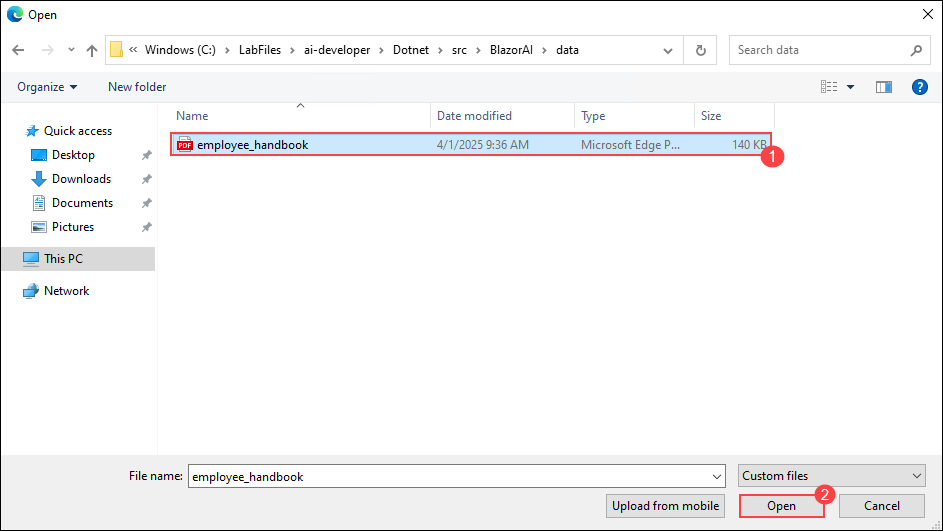 Open
« Windows (C:) > LabFiles > ai-developer > Dotnet > src > BlazorAI > data
Search data
Organize New folder
?
Name Date modified Type Size
Quick access
Desktop
Downloads
Documents
Pictures
This PC
Network
PDF employee_handbook 4/1/2025 9:36 AM Microsoft Edge P... 140 KB
1
File name: employee_handbook Custom files
2
Upload from mobile Open Cancel